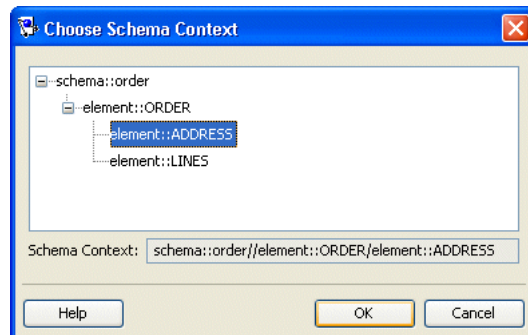 Choose Schema Context
schema::order
element::ORDER
element::ADDRESS
element::LINES
Schema Context: schema::order//element::ORDER/element::ADDRESS
Help OK Cancel